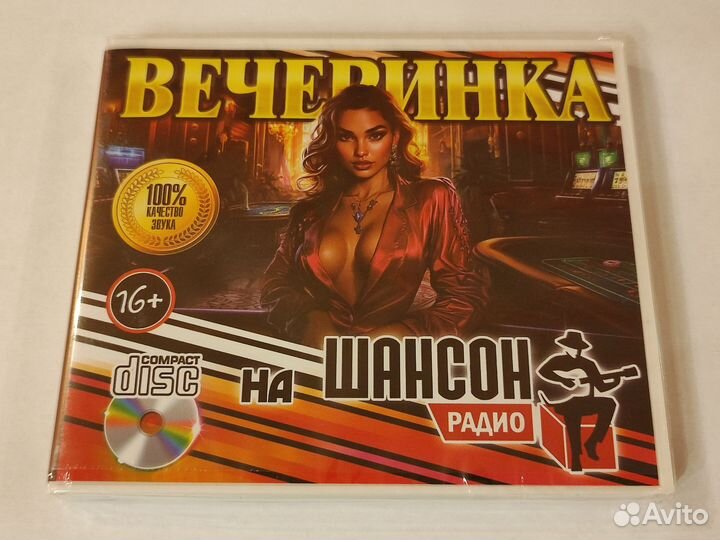 ВЕЧЕРИНКА
100%
КАЧЕСТВО
ЗВУКА
16+
COMPACT
disc
НА
ШАНСОН
РАДИО
Avito